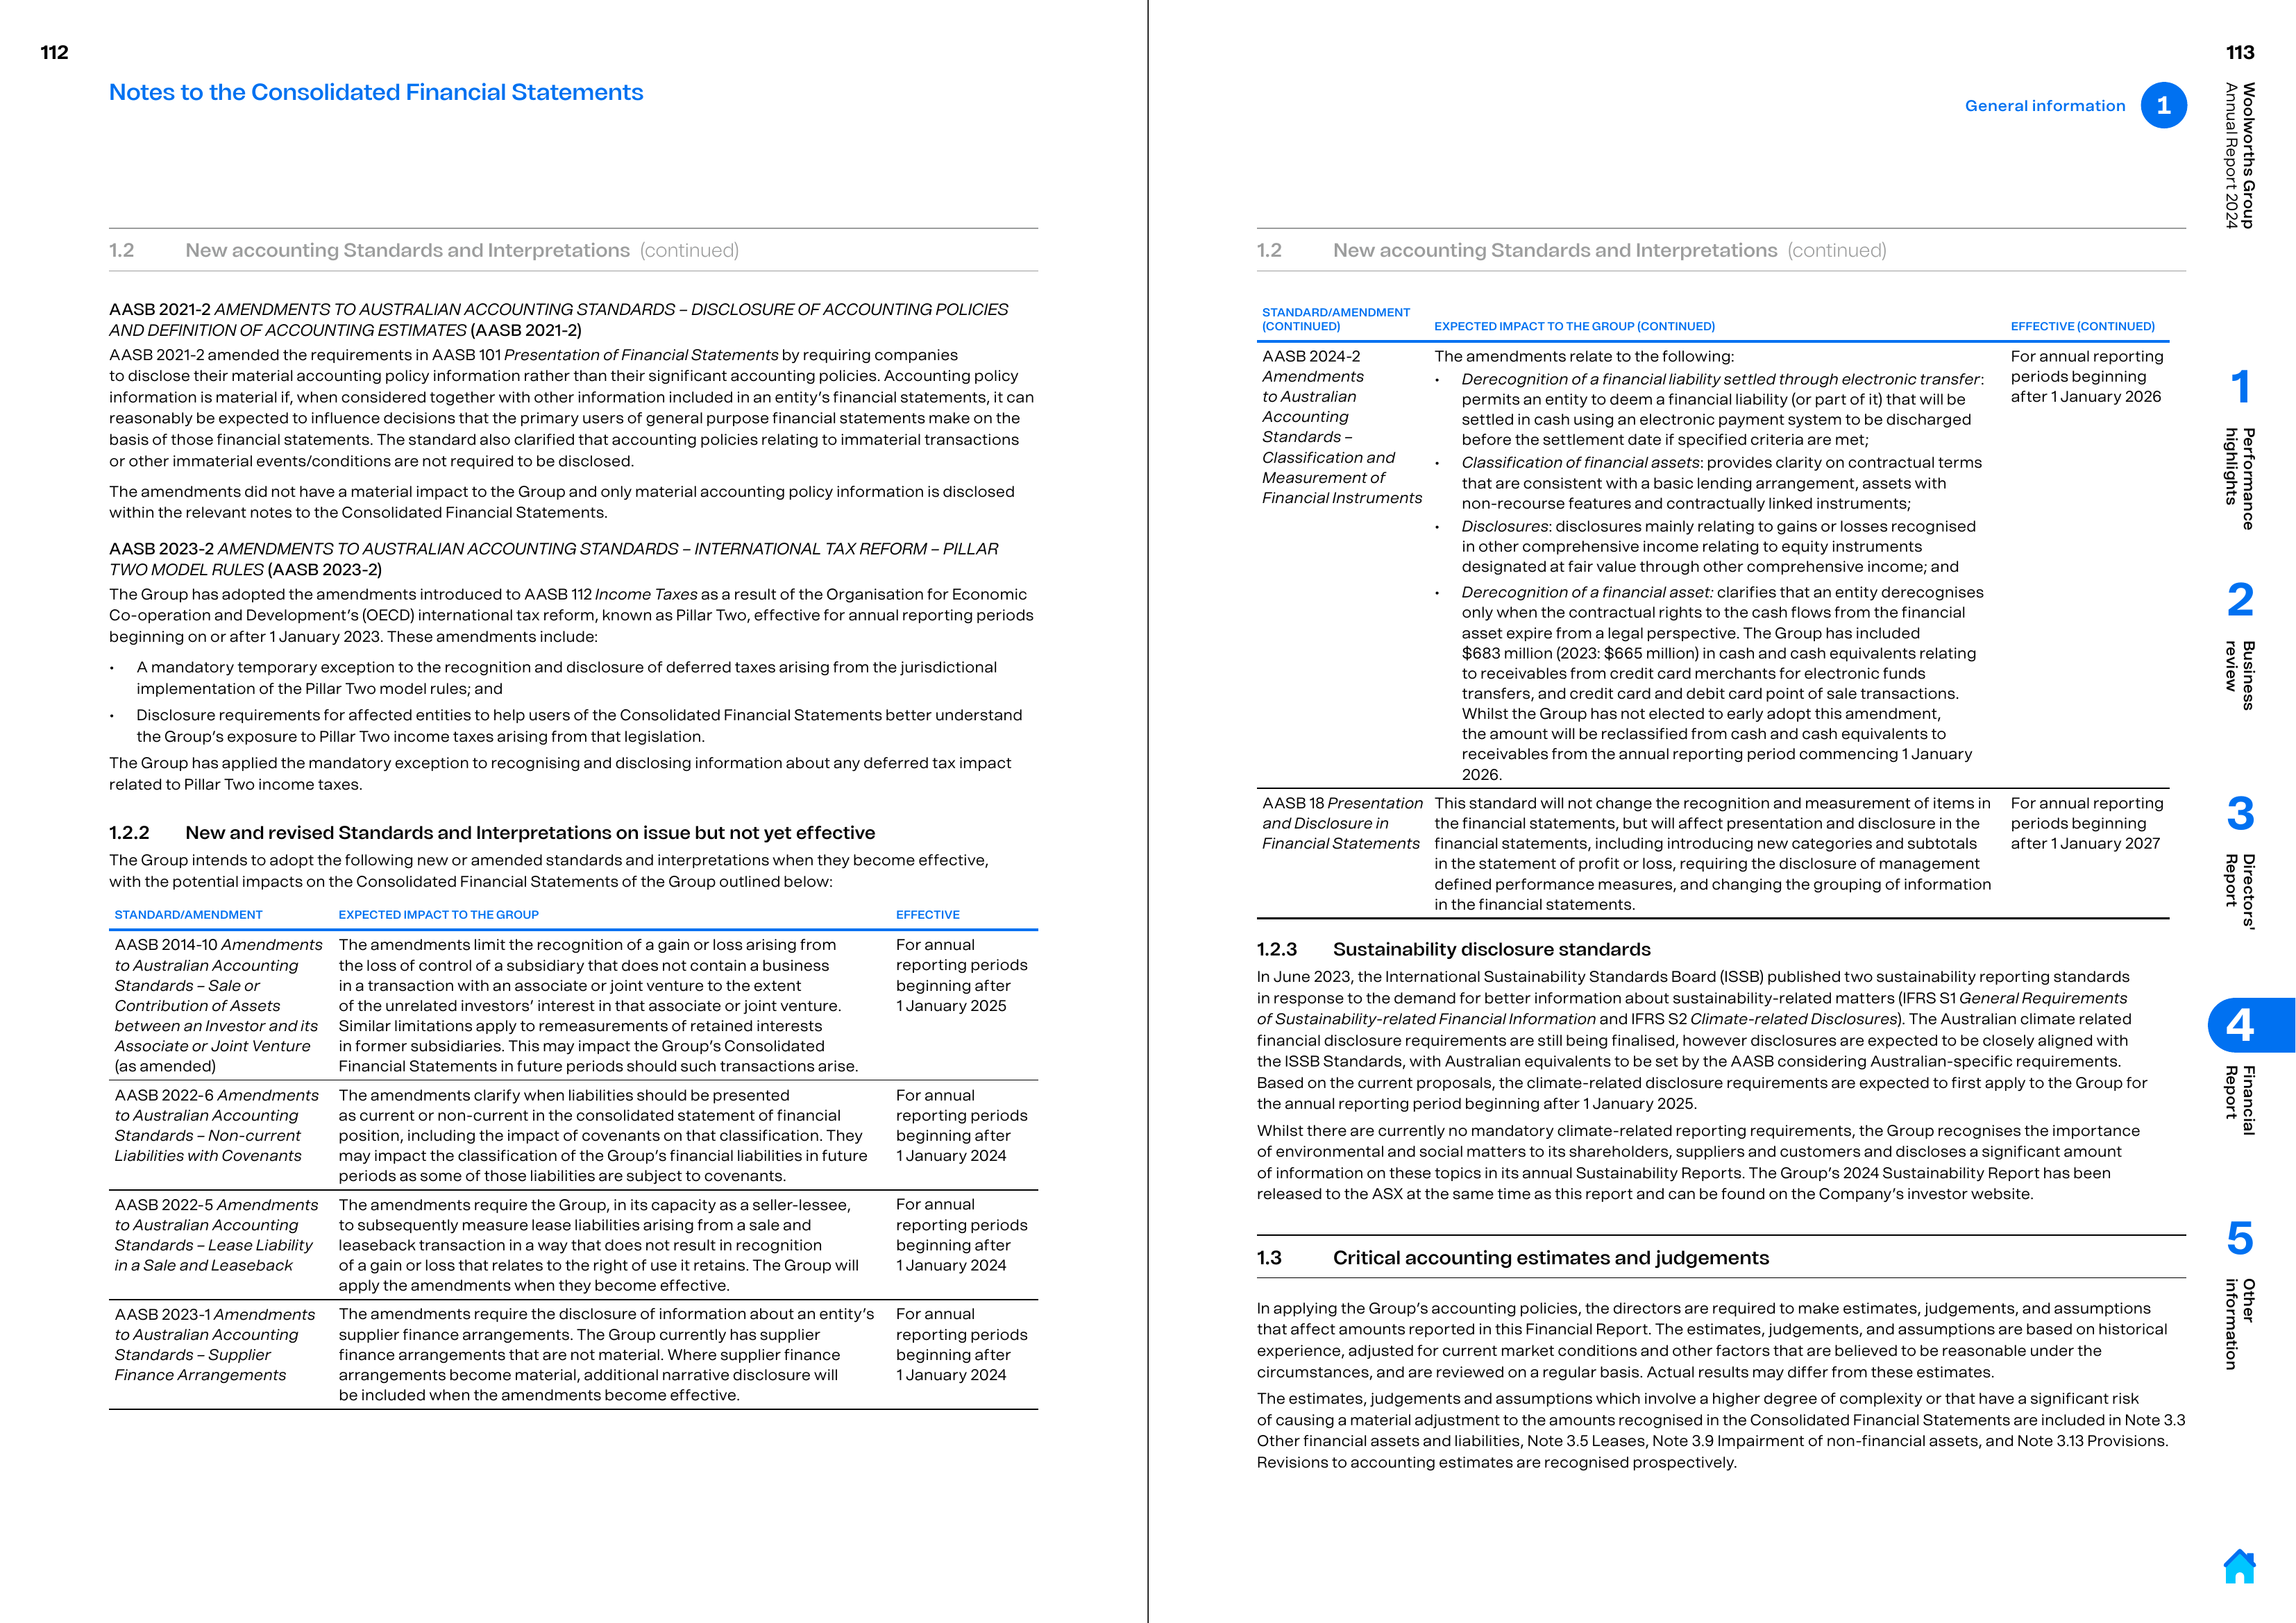 112
Notes to the Consolidated Financial Statements
1.2 New accounting Standards and Interpretations (continued)
AASB 2021-2 AMENDMENTS TO AUSTRALIAN ACCOUNTING STANDARDS – DISCLOSURE OF ACCOUNTING POLICIES
AND DEFINITION OF ACCOUNTING ESTIMATES (AASB 2021-2)
AASB 2021-2 amended the requirements in AASB 101 Presentation of Financial Statements by requiring companies
to disclose their material accounting policy information rather than their significant accounting policies. Accounting policy
information is material if, when considered together with other information included in an entity's financial statements, it can
reasonably be expected to influence decisions that the primary users of general purpose financial statements make on the
basis of those financial statements. The standard also clarified that accounting policies relating to immaterial transactions
or other immaterial events/conditions are not required to be disclosed.
The amendments did not have a material impact to the Group and only material accounting policy information is disclosed
within the relevant notes to the Consolidated Financial Statements.
AASB 2023-2 AMENDMENTS TO AUSTRALIAN ACCOUNTING STANDARDS – INTERNATIONAL TAX REFORM – PILLAR
TWO MODEL RULES (AASB 2023-2)
The Group has adopted the amendments introduced to AASB 112 Income Taxes as a result of the Organisation for Economic
Co-operation and Development's (OECD) international tax reform, known as Pillar Two, effective for annual reporting periods
beginning on or after 1 January 2023. These amendments include:
• A mandatory temporary exception to the recognition and disclosure of deferred taxes arising from the jurisdictional
implementation of the Pillar Two model rules; and
• Disclosure requirements for affected entities to help users of the Consolidated Financial Statements better understand
the Group's exposure to Pillar Two income taxes arising from that legislation.
The Group has applied the mandatory exception to recognising and disclosing information about any deferred tax impact
related to Pillar Two income taxes.
1.2.2 New and revised Standards and Interpretations on issue but not yet effective
The Group intends to adopt the following new or amended standards and interpretations when they become effective,
with the potential impacts on the Consolidated Financial Statements of the Group outlined below:
STANDARD/AMENDMENT EXPECTED IMPACT TO THE GROUP EFFECTIVE
AASB 2014-10 Amendments The amendments limit the recognition of a gain or loss arising from For annual
to Australian Accounting the loss of control of a subsidiary that does not contain a business reporting periods
Standards – Sale or in a transaction with an associate or joint venture to the extent beginning after
Contribution of Assets of the unrelated investors' interest in that associate or joint venture. 1 January 2025
between an Investor and its Similar limitations apply to remeasurements of retained interests
Associate or Joint Venture in former subsidiaries. This may impact the Group's Consolidated
(as amended) Financial Statements in future periods should such transactions arise.
AASB 2022-6 Amendments The amendments clarify when liabilities should be presented For annual
to Australian Accounting as current or non-current in the consolidated statement of financial reporting periods
Standards – Non-current position, including the impact of covenants on that classification. They beginning after
Liabilities with Covenants may impact the classification of the Group's financial liabilities in future 1 January 2024
periods as some of those liabilities are subject to covenants.
AASB 2022-5 Amendments The amendments require the Group, in its capacity as a seller-lessee, For annual
to Australian Accounting to subsequently measure lease liabilities arising from a sale and reporting periods
Standards – Lease Liability leaseback transaction in a way that does not result in recognition beginning after
in a Sale and Leaseback of a gain or loss that relates to the right of use it retains. The Group will 1 January 2024
apply the amendments when they become effective.
AASB 2023-1 Amendments The amendments require the disclosure of information about an entity's For annual
to Australian Accounting supplier finance arrangements. The Group currently has supplier reporting periods
Standards – Supplier finance arrangements that are not material. Where supplier finance beginning after
Finance Arrangements arrangements become material, additional narrative disclosure will 1 January 2024
be included when the amendments become effective.
General information 1
1.2 New accounting Standards and Interpretations (continued)
STANDARD/AMENDMENT
(CONTINUED) EXPECTED IMPACT TO THE GROUP (CONTINUED) EFFECTIVE (CONTINUED)
AASB 2024-2 The amendments relate to the following: For annual reporting
Amendments • Derecognition of a financial liability settled through electronic transfer: periods beginning
to Australian permits an entity to deem a financial liability (or part of it) that will be after 1 January 2026
Accounting settled in cash using an electronic payment system to be discharged
Standards – before the settlement date if specified criteria are met;
Classification and • Classification of financial assets: provides clarity on contractual terms
Measurement of that are consistent with a basic lending arrangement, assets with
Financial Instruments non-recourse features and contractually linked instruments;
• Disclosures: disclosures mainly relating to gains or losses recognised
in other comprehensive income relating to equity instruments
designated at fair value through other comprehensive income; and
• Derecognition of a financial asset: clarifies that an entity derecognises
only when the contractual rights to the cash flows from the financial
asset expire from a legal perspective. The Group has included
$683 million (2023: $665 million) in cash and cash equivalents relating
to receivables from credit card merchants for electronic funds
transfers, and credit card and debit card point of sale transactions.
Whilst the Group has not elected to early adopt this amendment,
the amount will be reclassified from cash and cash equivalents to
receivables from the annual reporting period commencing 1 January
2026.
AASB 18 Presentation This standard will not change the recognition and measurement of items in For annual reporting
and Disclosure in the financial statements, but will affect presentation and disclosure in the periods beginning
Financial Statements financial statements, including introducing new categories and subtotals after 1 January 2027
in the statement of profit or loss, requiring the disclosure of management
defined performance measures, and changing the grouping of information
in the financial statements.
1.2.3 Sustainability disclosure standards
In June 2023, the International Sustainability Standards Board (ISSB) published two sustainability reporting standards
in response to the demand for better information about sustainability-related matters (IFRS S1 General Requirements
of Sustainability-related Financial Information and IFRS S2 Climate-related Disclosures). The Australian climate related
financial disclosure requirements are still being finalised, however disclosures are expected to be closely aligned with
the ISSB Standards, with Australian equivalents to be set by the AASB considering Australian-specific requirements.
Based on the current proposals, the climate-related disclosure requirements are expected to first apply to the Group for
the annual reporting period beginning after 1 January 2025.
Whilst there are currently no mandatory climate-related reporting requirements, the Group recognises the importance
of environmental and social matters to its shareholders, suppliers and customers and discloses a significant amount
of information on these topics in its annual Sustainability Reports. The Group's 2024 Sustainability Report has been
released to the ASX at the same time as this report and can be found on the Company's investor website.
1.3 Critical accounting estimates and judgements
In applying the Group's accounting policies, the directors are required to make estimates, judgements, and assumptions
that affect amounts reported in this Financial Report. The estimates, judgements, and assumptions are based on historical
experience, adjusted for current market conditions and other factors that are believed to be reasonable under the
circumstances, and are reviewed on a regular basis. Actual results may differ from these estimates.
The estimates, judgements and assumptions which involve a higher degree of complexity or that have a significant risk
of causing a material adjustment to the amounts recognised in the Consolidated Financial Statements are included in Note 3.3
Other financial assets and liabilities, Note 3.5 Leases, Note 3.9 Impairment of non-financial assets, and Note 3.13 Provisions.
Revisions to accounting estimates are recognised prospectively.
113
Woolworths Group
Annual Report 2024
1
Performance
highlights
2
Business
review
3
Directors'
Report
4
Financial
Report
5
Other
information